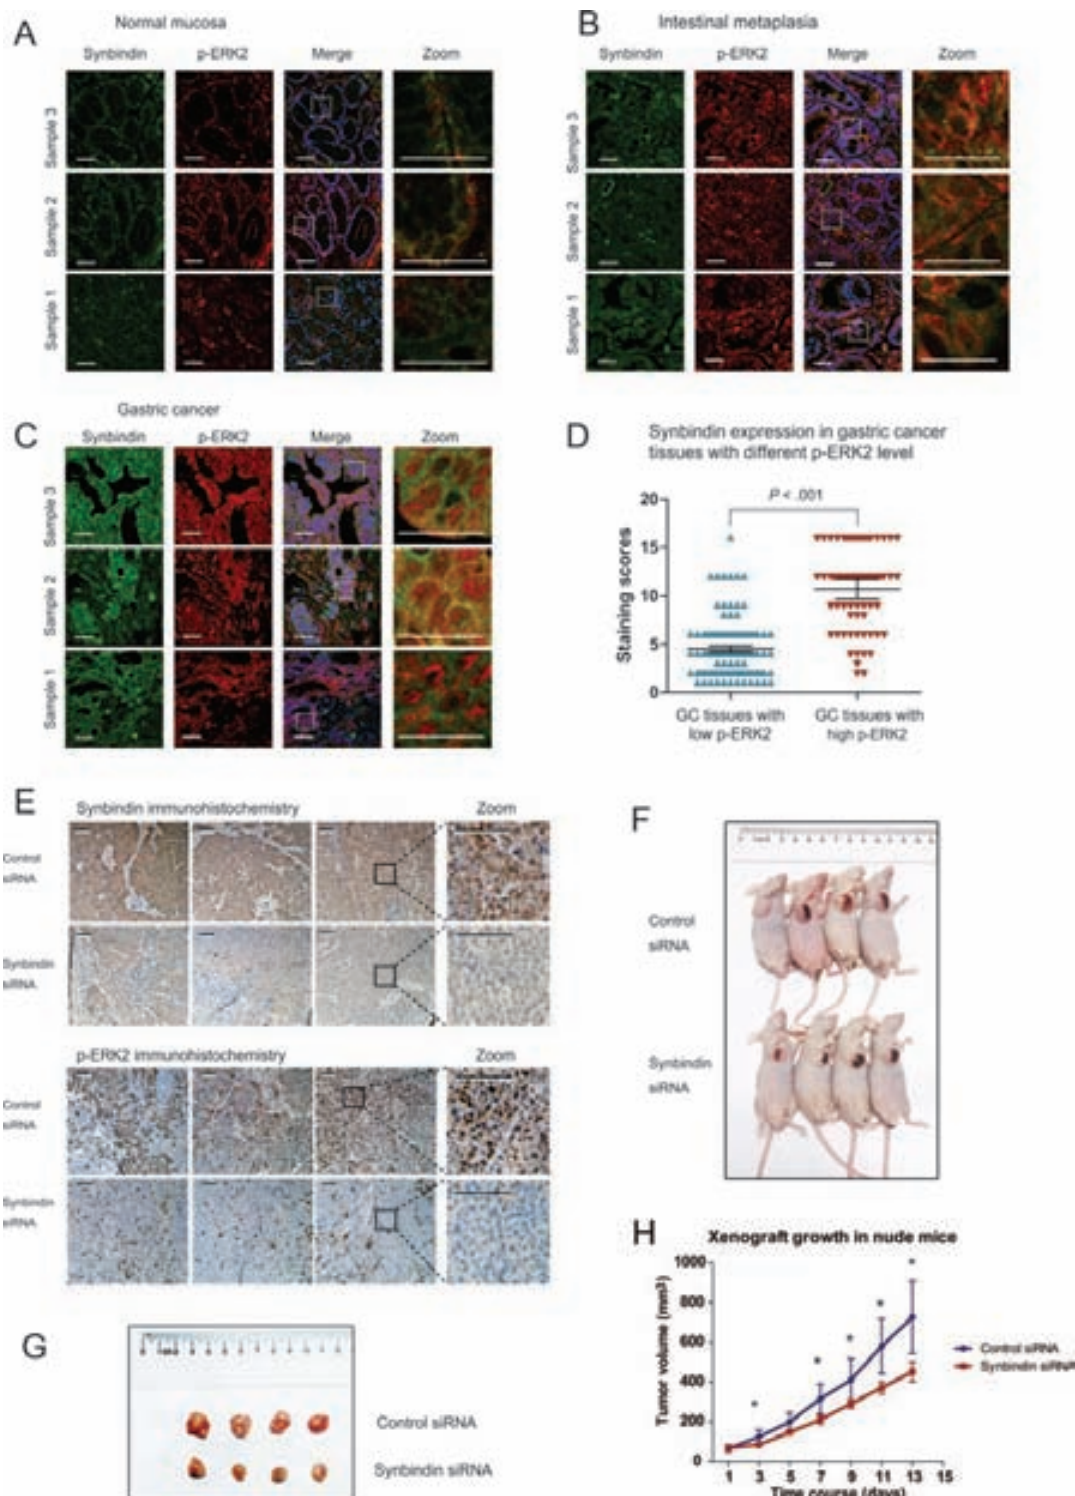 A
Normal mucosa
Synbindin p-ERK2 Merge Zoom
Sample 3
Sample 2
Sample 1
B
Intestinal metaplasia
Synbindin p-ERK2 Merge Zoom
Sample 3
Sample 2
Sample 1
C
Gastric cancer
Synbindin p-ERK2 Merge Zoom
Sample 3
Sample 2
Sample 1
D
Synbindin expression in gastric cancer
tissues with different p-ERK2 level
P < .001
Staining scores
20
15
10
5
0
GC tissues with
low p-ERK2
GC tissues with
high p-ERK2
E
Synbindin immunohistochemistry Zoom
Control
siRNA
Synbindin
siRNA
p-ERK2 immunohistochemistry Zoom
Control
siRNA
Synbindin
siRNA
F
Control
siRNA
Synbindin
siRNA
G
Control siRNA
Synbindin siRNA
H
Xenograft growth in nude mice
Tumor volume (mm3)
1000
800
600
400
200
0
* * * * * *
Control siRNA
Synbindin siRNA
1 3 5 7 9 11 13 15
Time course (days)